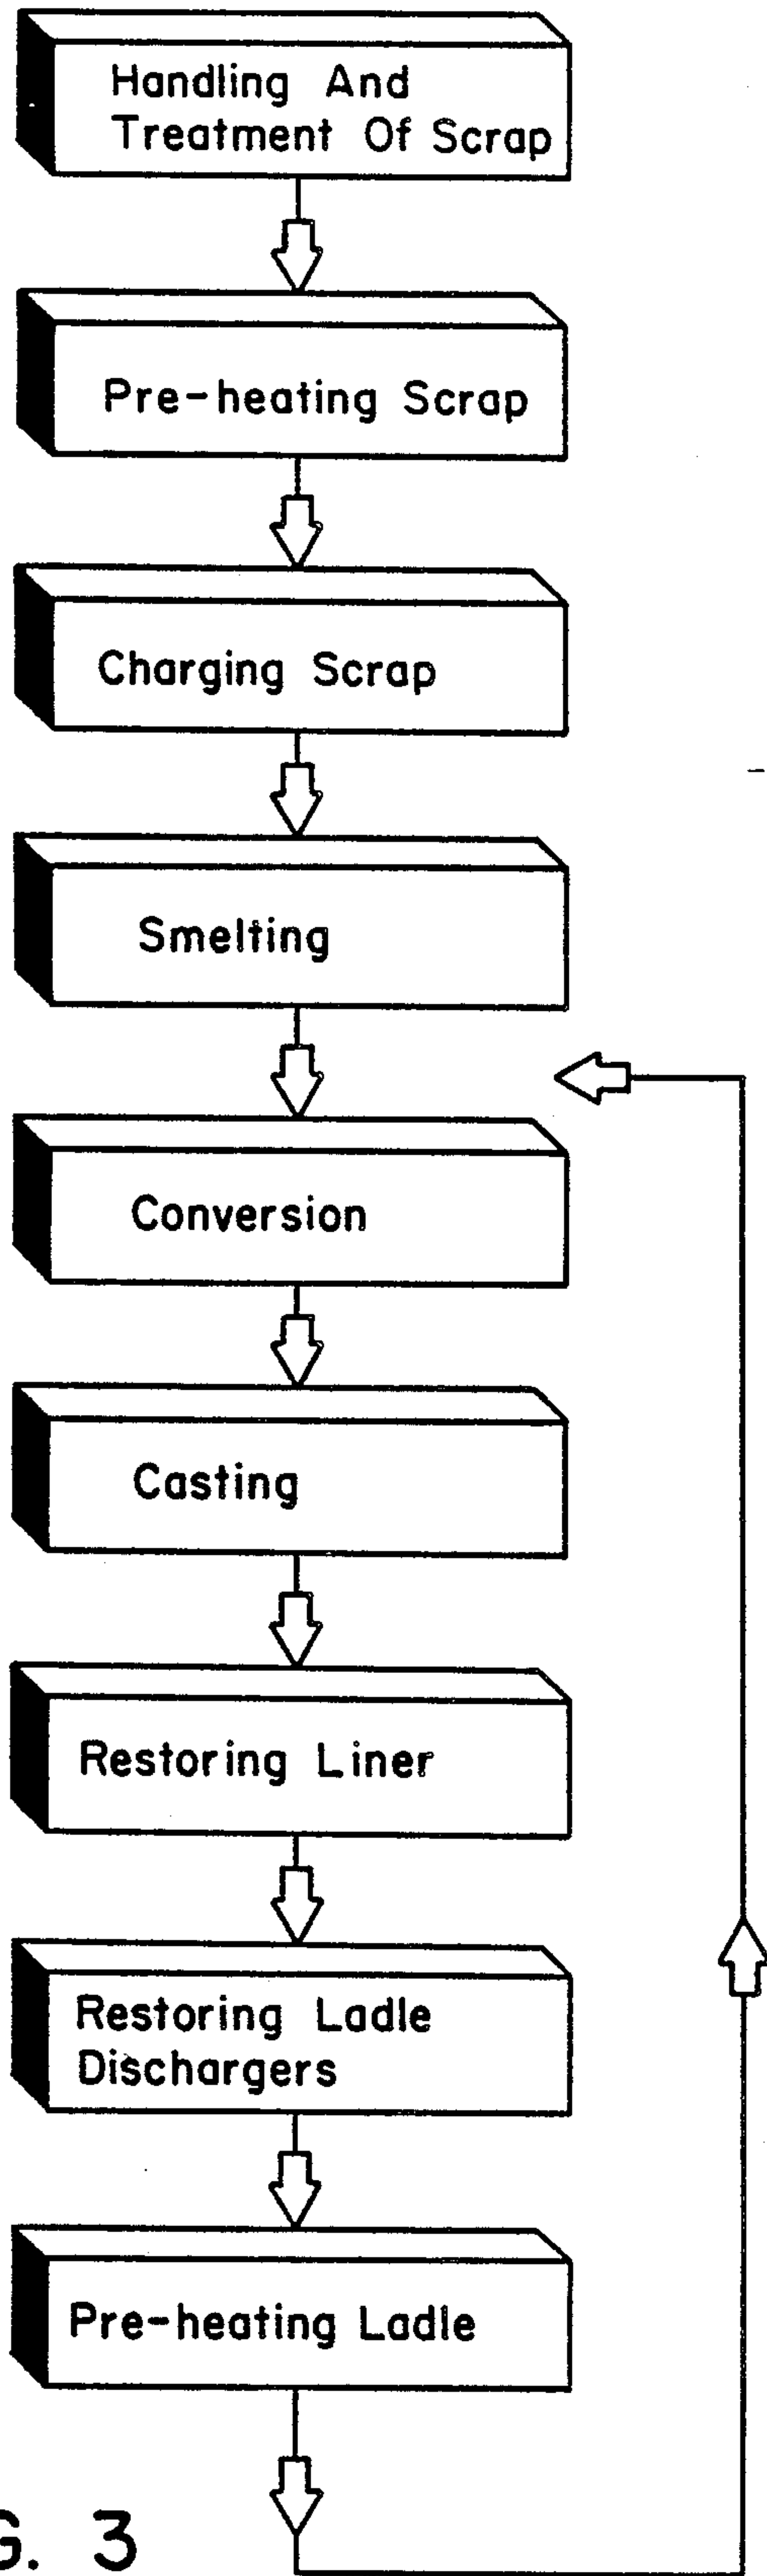 Handling And
Treatment Of Scrap
Pre-heating Scrap
Charging Scrap
Smelting
Conversion
Casting
Restoring Liner
Restoring Ladle
Dischargers
Pre-heating Ladle
G. 3